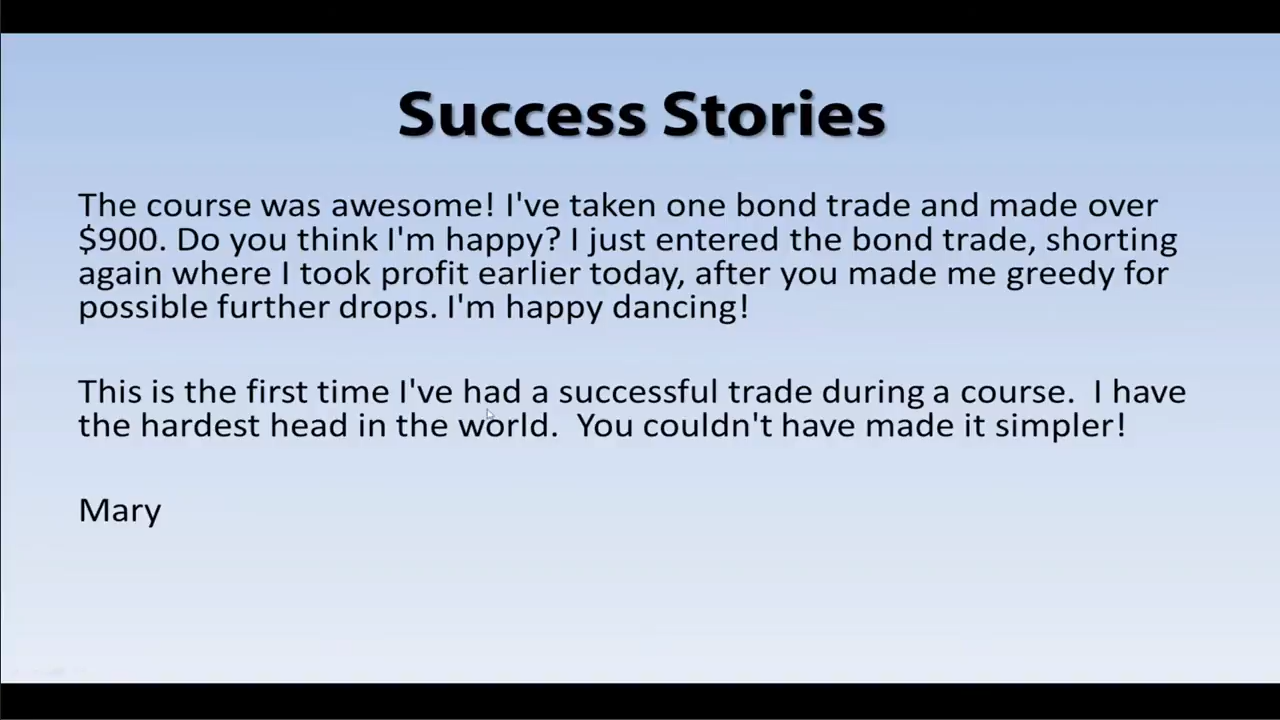 Success Stories
The course was awesome! I've taken one bond trade and made over
$900. Do you think I'm happy? I just entered the bond trade, shorting
again where I took profit earlier today, after you made me greedy for
possible further drops. I'm happy dancing!
This is the first time I've had a successful trade during a course.  I have
the hardest head in the world.  You couldn't have made it simpler!
Mary